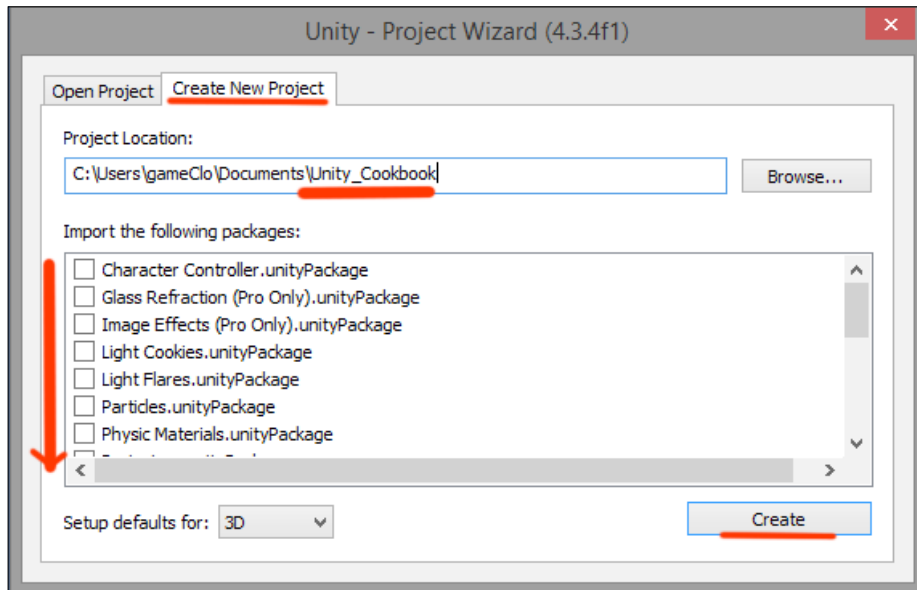 Unity - Project Wizard (4.3.4f1)
Open Project
Create New Project
Project Location:
C:\Users\gameClo\Documents\Unity_Cookbook
Browse...
Import the following packages:
Character Controller.unityPackage
Glass Refraction (Pro Only).unityPackage
Image Effects (Pro Only).unityPackage
Light Cookies.unityPackage
Light Flares.unityPackage
Particles.unityPackage
Physic Materials.unityPackage
Setup defaults for: 3D
Create